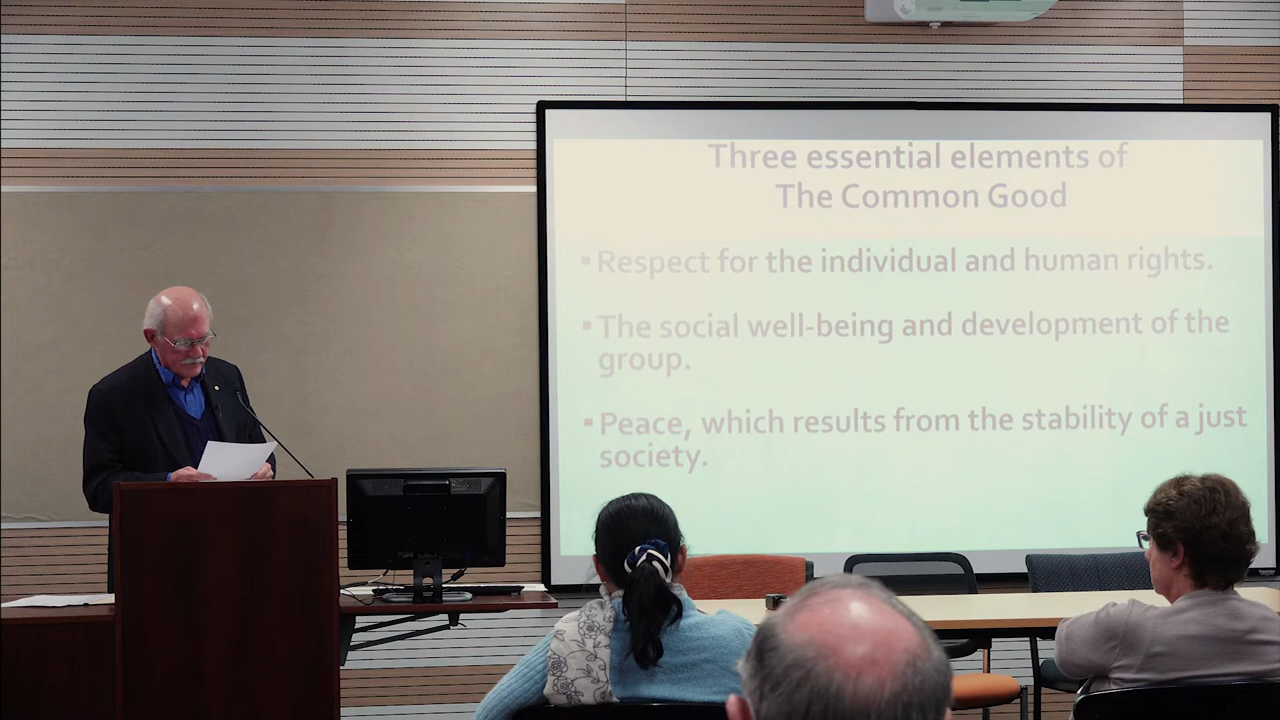 Three essential elements of
The Common Good
▪ Respect for the individual and human rights.
▪ The social well-being and development of the
group.
▪ Peace, which results from the stability of a just
society.